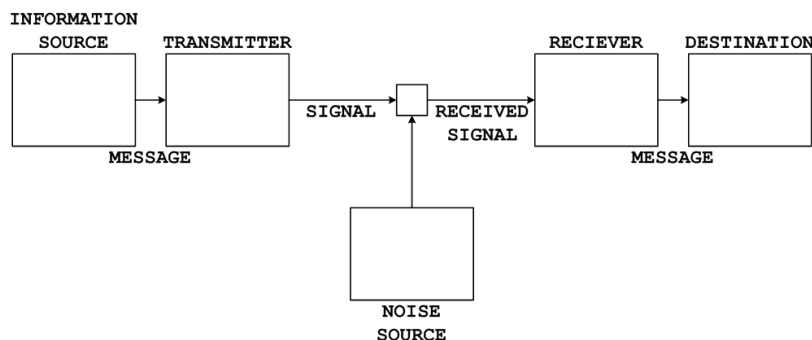 INFORMATION
SOURCE
TRANSMITTER
RECIEVER
DESTINATION
SIGNAL
RECEIVED
SIGNAL
MESSAGE
MESSAGE
NOISE
SOURCE